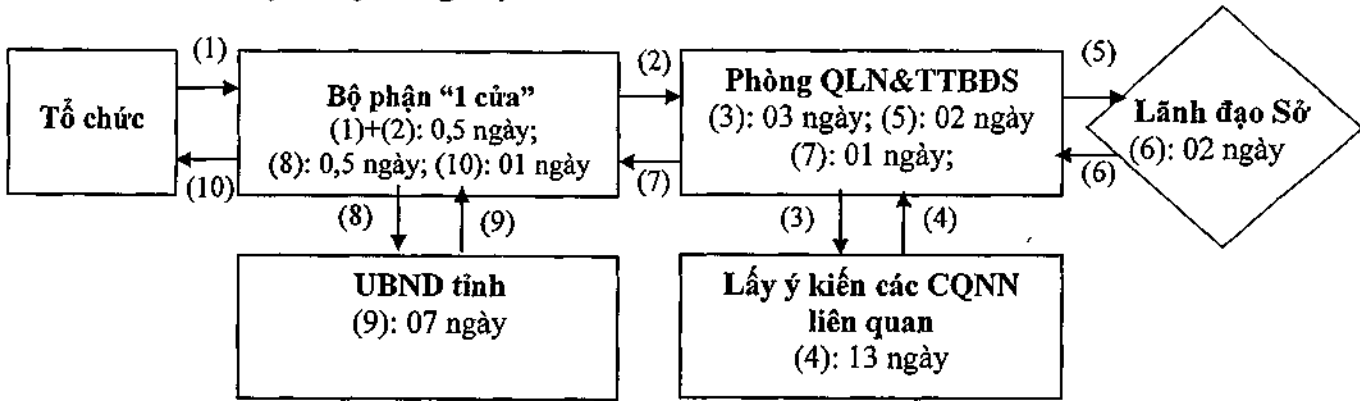 (1)
(2)
(5)
Tổ chức
Bộ phận “1 cửa”
(1)+(2): 0,5 ngày;
(8): 0,5 ngày; (10): 01 ngày
Phòng QLN&TTBĐS
(3): 03 ngày; (5): 02 ngày
(7): 01 ngày;
Lãnh đạo Sở
(6): 02 ngày
(10)
(7)
(6)
(8)
(9)
(3)
(4)
UBND tỉnh
(9): 07 ngày
Lấy ý kiến các CQNN
liên quan
(4): 13 ngày